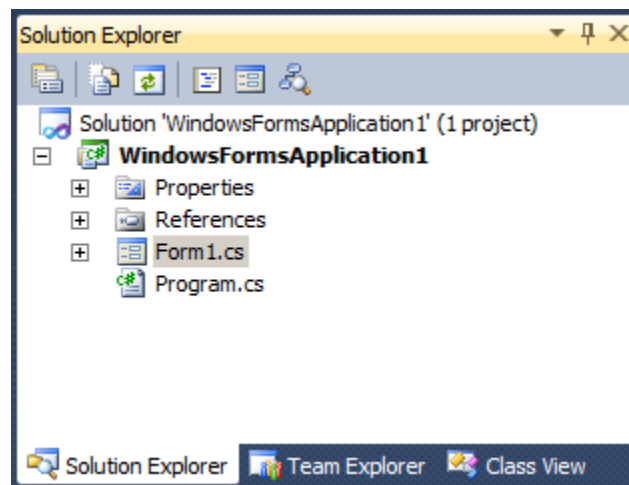 Solution Explorer
Solution 'WindowsFormsApplication1' (1 project)
WindowsFormsApplication1
Properties
References
Form1.cs
Program.cs
Solution Explorer Team Explorer Class View